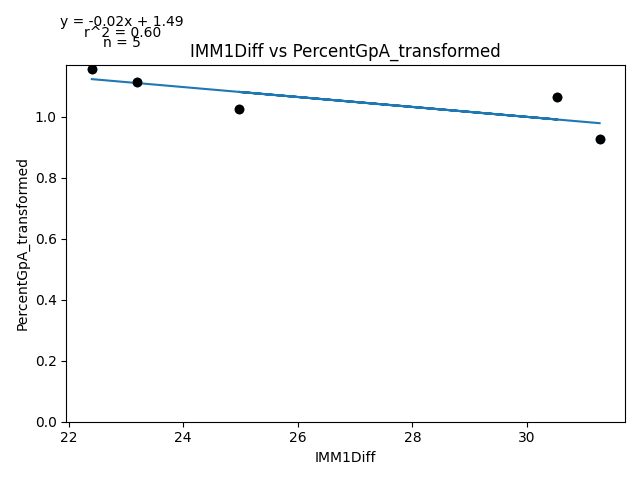 y = -0.02x + 1.49
r^2 = 0.60
n = 5
IMM1Diff vs PercentGpA_transformed
PercentGpA_transformed
1.0
0.8
0.6
0.4
0.2
0.0
22
24
26
28
30
IMM1Diff